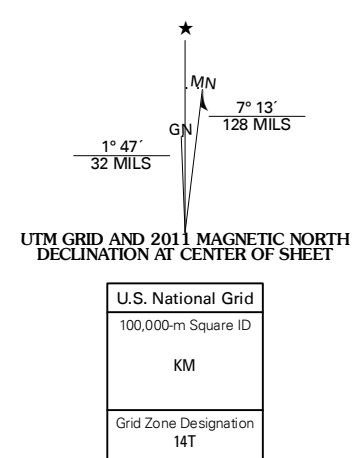 ★
MN
7° 13´
128 MILS
GN
1° 47´
32 MILS
UTM GRID AND 2011 MAGNETIC NORTH
DECLINATION AT CENTER OF SHEET
U.S. National Grid
100,000-m Square ID
KM
Grid Zone Designation
14T